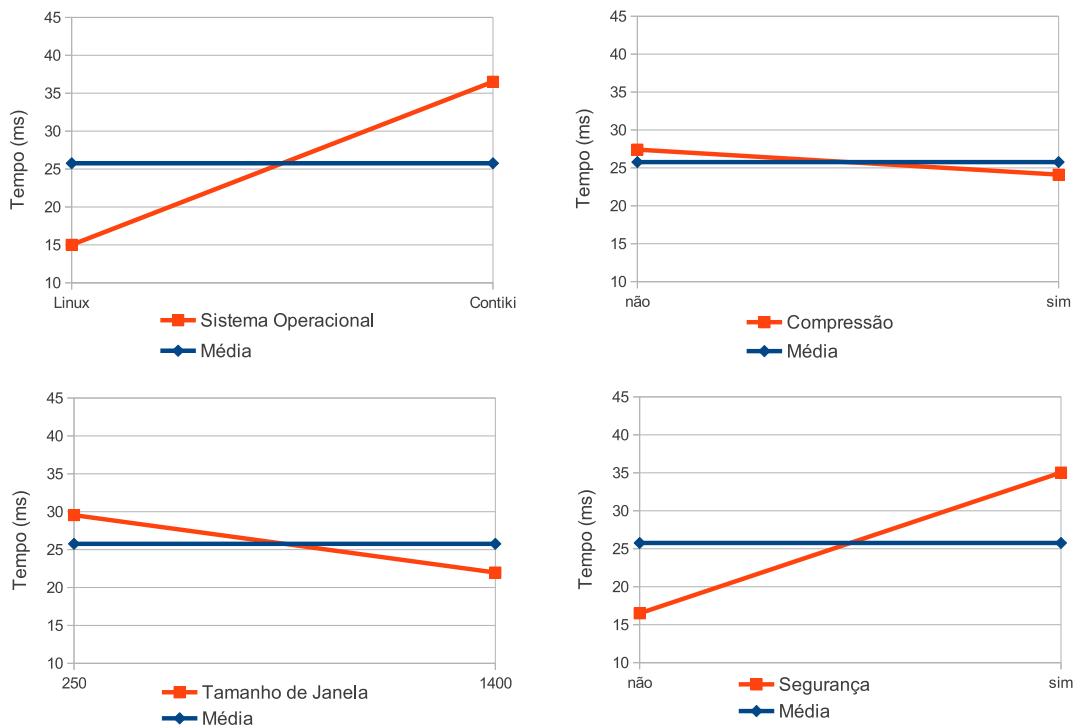 Tempo (ms)
45
40
35
30
25
20
15
10
Linux
Contiki
Sistema Operacional
Média
Tempo (ms)
45
40
35
30
25
20
15
10
não
sim
Compressão
Média
Tempo (ms)
45
40
35
30
25
20
15
10
250
1400
Tamanho de Janela
Média
Tempo (ms)
45
40
35
30
25
20
15
10
não
sim
Segurança
Média